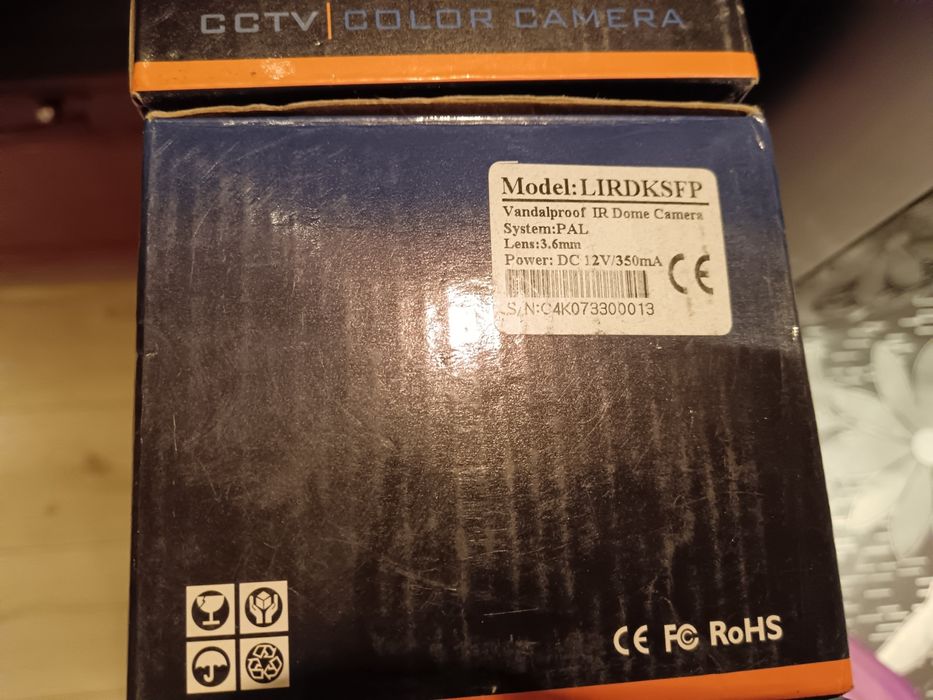 CCTV | COLOR CAMERA
Model:LIRDKSFP
Vandalproof IR Dome Camera
System:PAL
Lens:3.6mm
Power: DC 12V/350mA CE
S/N:C4K073300013
CE FC RoHS